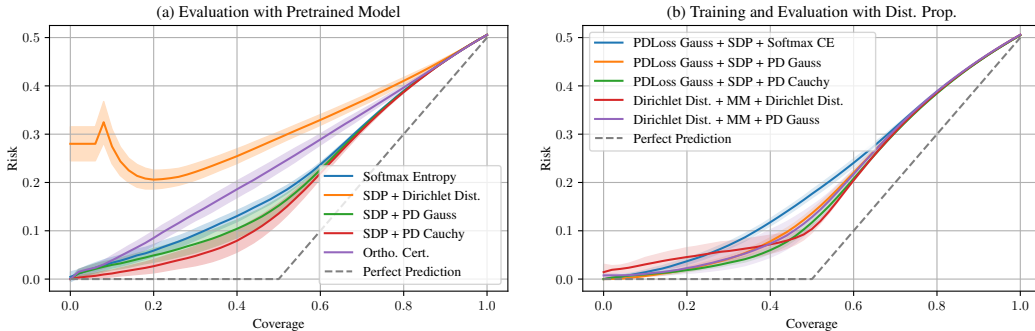 (a) Evaluation with Pretrained Model
0.5
0.4
0.3
0.2
0.1
0.0
Risk
0.0
0.2
0.4
0.6
0.8
1.0
Coverage
Softmax Entropy
SDP + Dirichlet Dist.
SDP + PD Gauss
SDP + PD Cauchy
Ortho. Cert.
Perfect Prediction
(b) Training and Evaluation with Dist. Prop.
0.5
0.4
0.3
0.2
0.1
0.0
Risk
0.0
0.2
0.4
0.6
0.8
1.0
Coverage
PDLoss Gauss + SDP + Softmax CE
PDLoss Gauss + SDP + PD Gauss
PDLoss Gauss + SDP + PD Cauchy
Dirichlet Dist. + MM + Dirichlet Dist.
Dirichlet Dist. + MM + PD Gauss
Perfect Prediction